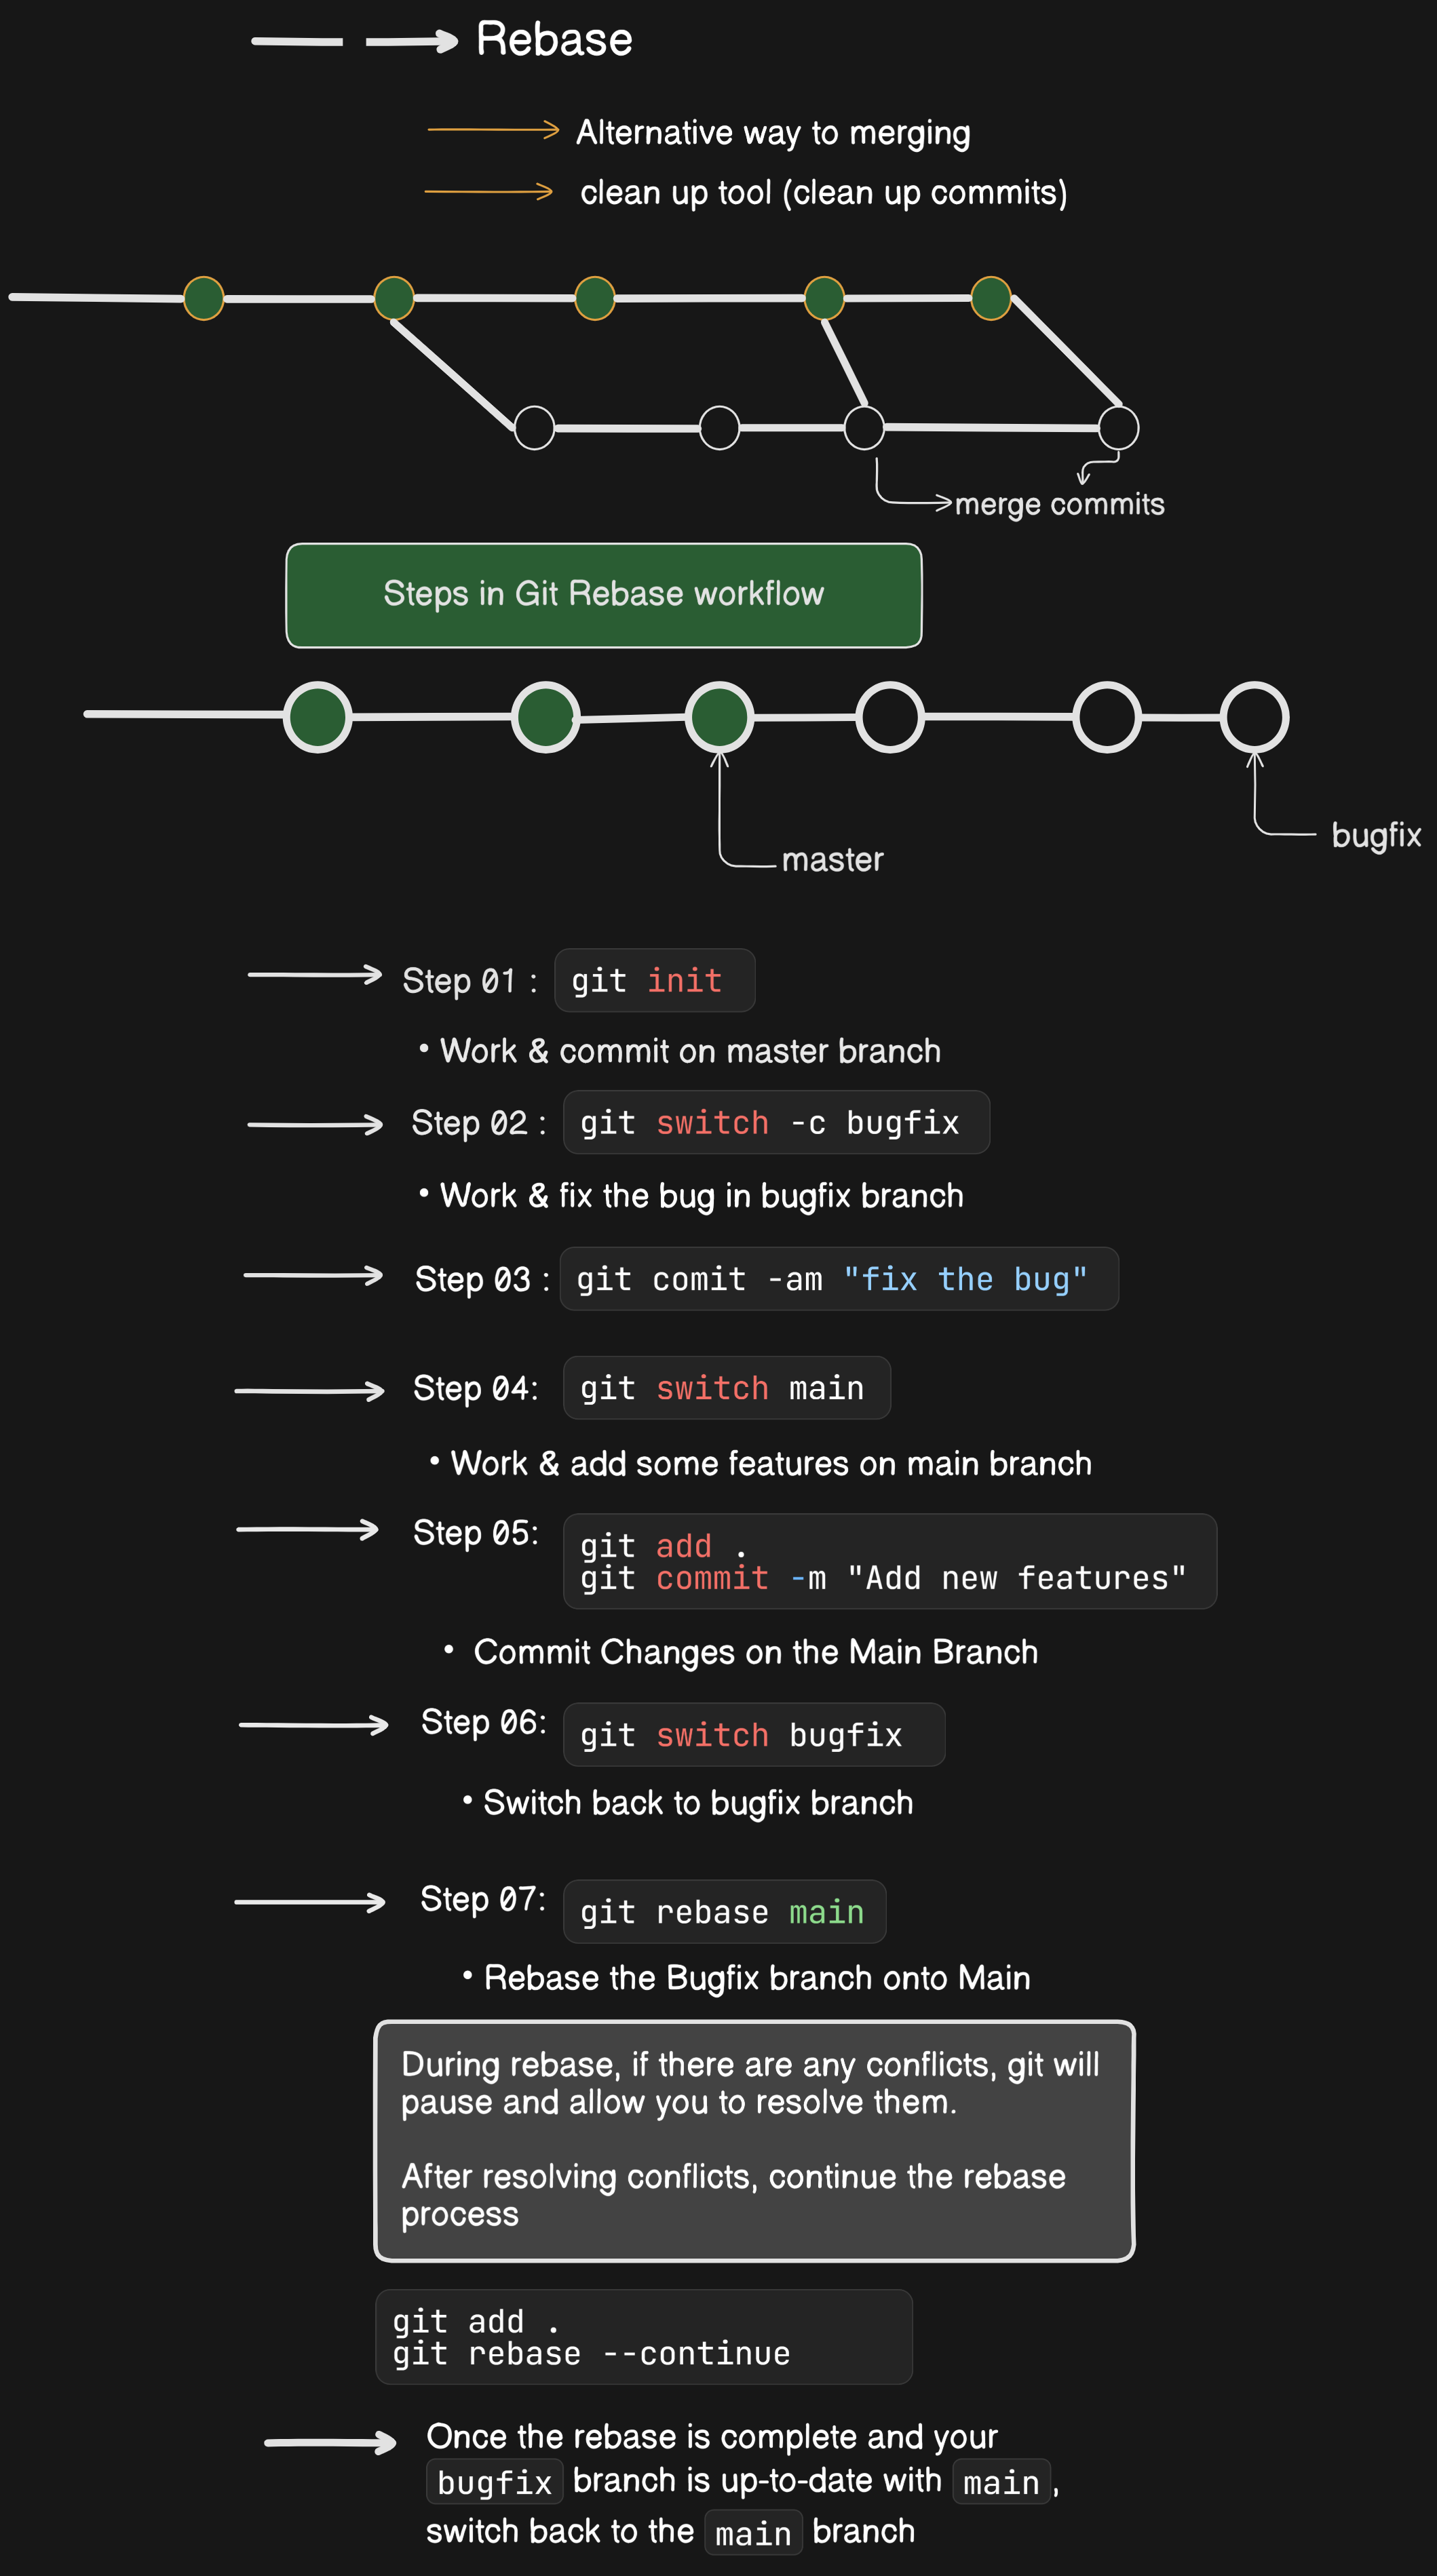 Rebase
Alternative way to merging
clean up tool (clean up commits)
merge commits
Steps in Git Rebase workflow
bugfix
master
Step 01 : git init
• Work & commit on master branch
Step 02 : git switch -c bugfix
• Work & fix the bug in bugfix branch
Step 03 : git comit -am "fix the bug"
Step 04: git switch main
• Work & add some features on main branch
Step 05: git add .
git commit -m "Add new features"
• Commit Changes on the Main Branch
Step 06: git switch bugfix
• Switch back to bugfix branch
Step 07: git rebase main
• Rebase the Bugfix branch onto Main
During rebase, if there are any conflicts, git will
pause and allow you to resolve them.
After resolving conflicts, continue the rebase
process
git add .
git rebase --continue
Once the rebase is complete and your
bugfix branch is up-to-date with main,
switch back to the main branch